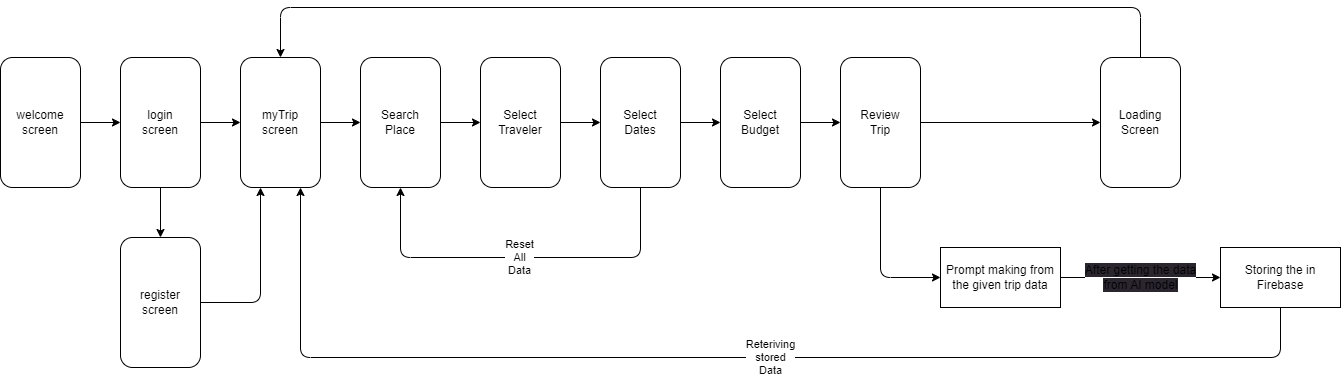 welcome
screen
login
screen
myTrip
screen
Search
Place
Select
Traveler
Select
Dates
Select
Budget
Review
Trip
Loading
Screen
Reset
All
Data
register
screen
Prompt making from
the given trip data
After getting the data
from AI model
Storing the in
Firebase
Reteriving
stored
Data